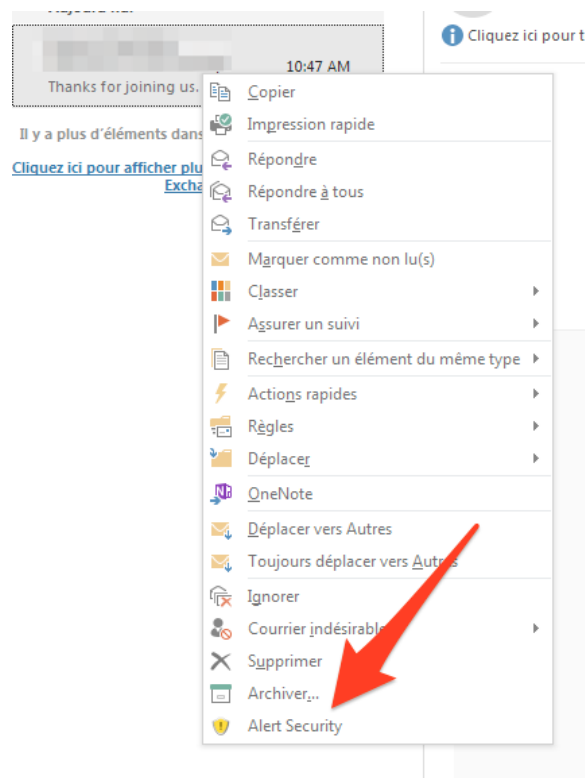 Cliquez ici pour t
10:47 AM
Thanks for joining us.
Il y a plus d'éléments dans
Cliquez ici pour afficher plu
Excha
Copier
Impression rapide
Répondre
Répondre à tous
Transférer
Marquer comme non lu(s)
Classer
Assurer un suivi
Rechercher un élément du même type
Actions rapides
Règles
Déplacer
OneNote
Déplacer vers Autres
Toujours déplacer vers Autres
Ignorer
Courrier indésirable
Supprimer
Archiver...
Alert Security